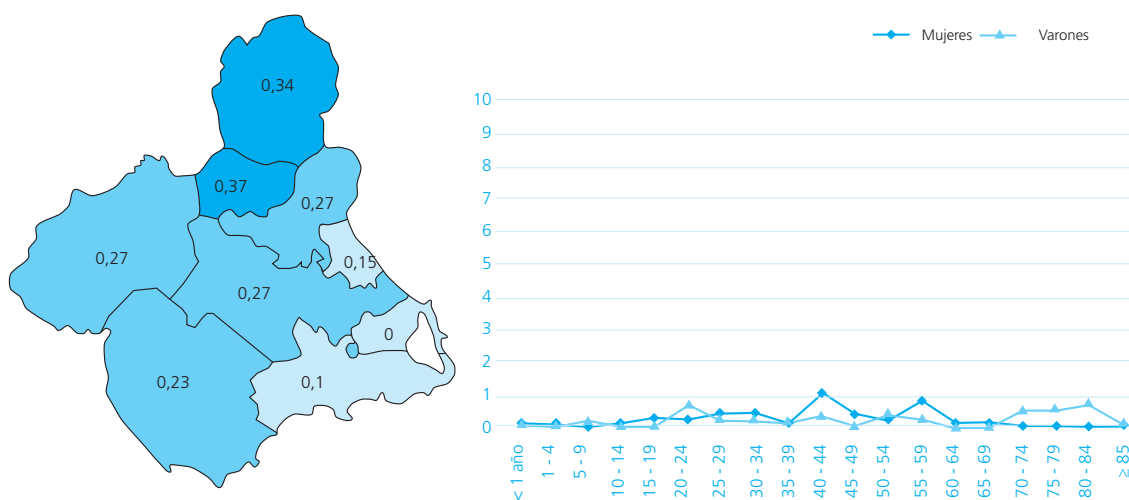 0,34
0,37
0,27
0,27
0,15
0,27
0
0,23
0,1
Mujeres
Varones
10
9
8
7
6
5
4
3
2
1
0
< 1 año
1 - 4
5 - 9
10 - 14
15 - 19
20 - 24
25 - 29
30 - 34
35 - 39
40 - 44
45 - 49
50 - 54
55 - 59
60 - 64
65 - 69
70 - 74
75 - 79
80 - 84
≥ 85